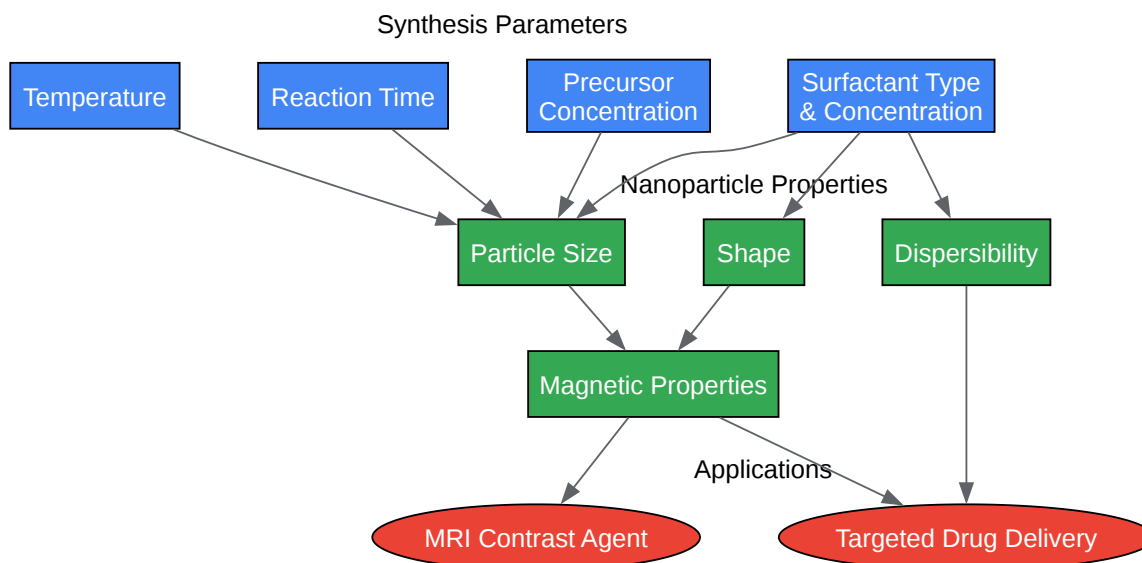 Synthesis Parameters
Temperature
Reaction Time
Precursor
Concentration
Surfactant Type
& Concentration
Nanoparticle Properties
Particle Size
Shape
Dispersibility
Magnetic Properties
Applications
MRI Contrast Agent
Targeted Drug Delivery